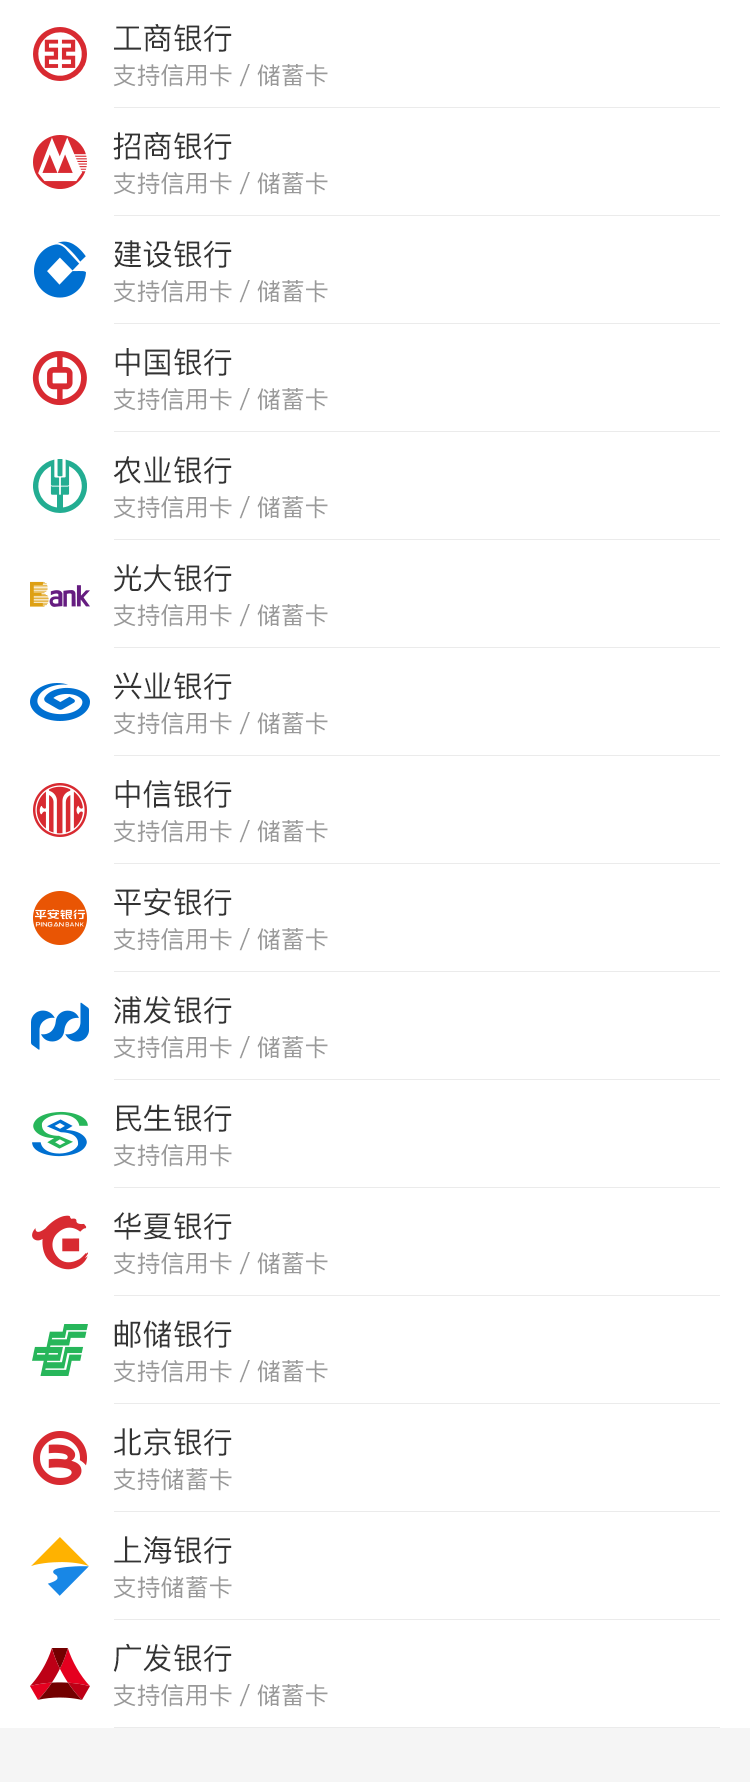 工商银行
支持信用卡 / 储蓄卡
招商银行
支持信用卡 / 储蓄卡
建设银行
支持信用卡 / 储蓄卡
中国银行
支持信用卡 / 储蓄卡
农业银行
支持信用卡 / 储蓄卡
Bank
光大银行
支持信用卡 / 储蓄卡
兴业银行
支持信用卡 / 储蓄卡
中信银行
支持信用卡 / 储蓄卡
平安银行
PINGAN BANK
平安银行
支持信用卡 / 储蓄卡
浦发银行
支持信用卡 / 储蓄卡
民生银行
支持信用卡
华夏银行
支持信用卡 / 储蓄卡
邮储银行
支持信用卡 / 储蓄卡
北京银行
支持储蓄卡
上海银行
支持储蓄卡
广发银行
支持信用卡 / 储蓄卡